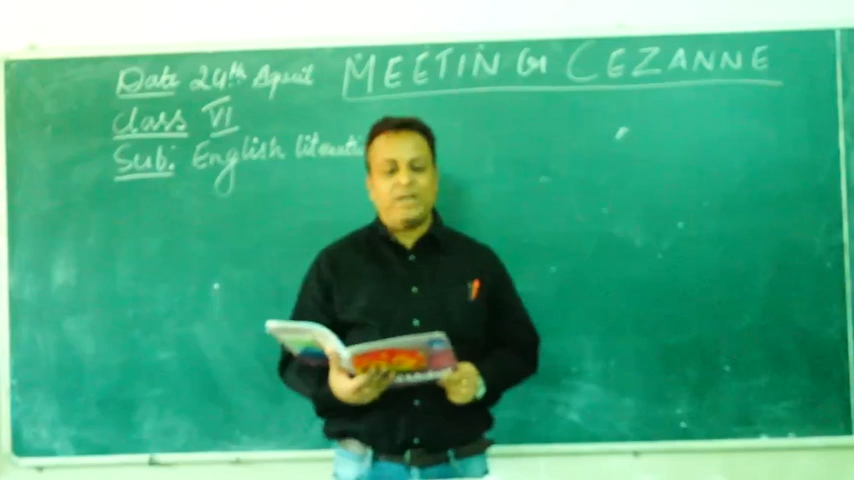 Date 24th April
MEETING CEZANNE
Class VI
Sub: English